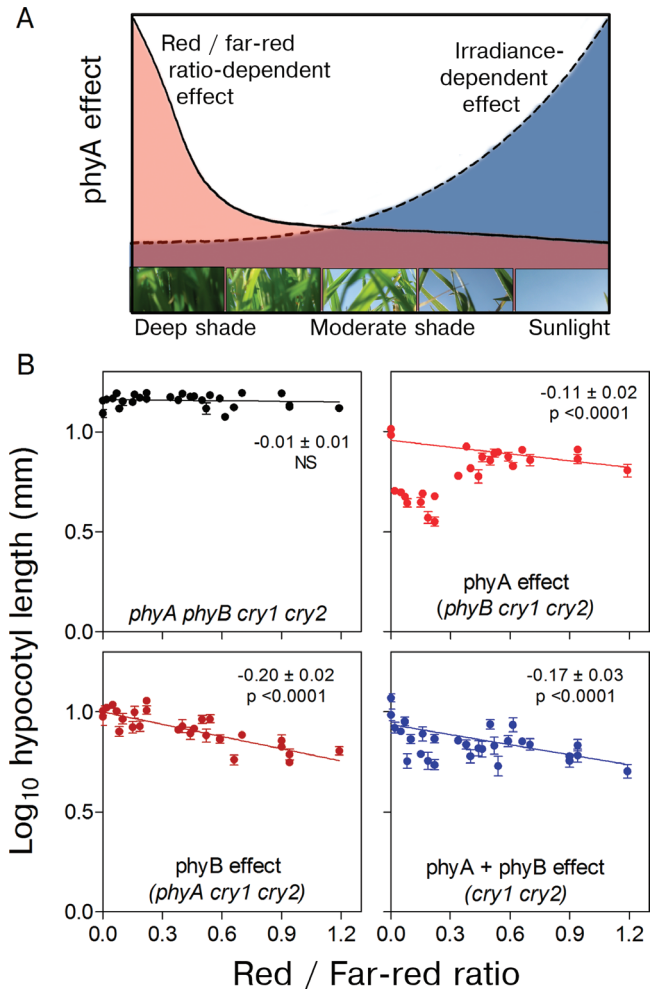 A
Red / far-red
ratio-dependent
effect
Irradiance-
dependent
effect
phyA effect
Deep shade
Moderate shade
Sunlight
B
Log10 hypocotyl length (mm)
1.0
0.5
0.0
-0.01 ± 0.01
NS
phyA phyB cry1 cry2
-0.11 ± 0.02
p <0.0001
phyA effect
(phyB cry1 cry2)
1.0
0.5
0.0
-0.20 ± 0.02
p <0.0001
phyB effect
(phyA cry1 cry2)
-0.17 ± 0.03
p <0.0001
phyA + phyB effect
(cry1 cry2)
0.0 0.3 0.6 0.9 1.2
0.0 0.3 0.6 0.9 1.2
Red / Far-red ratio